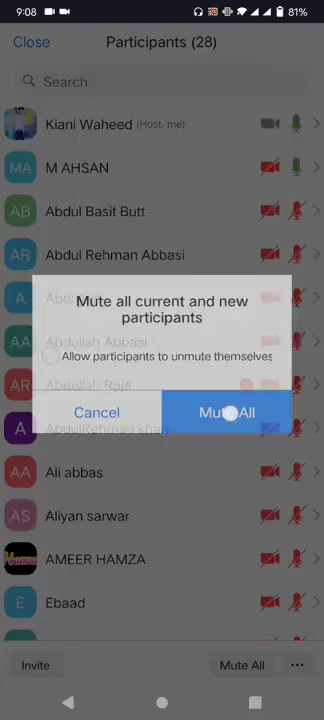 9:08
81%
Close
Participants (28)
Search
Kiani Waheed (Host, me)
MA
M AHSAN
AB
Abdul Basit Butt
AR
Abdul Rehman Abbasi
A
Mute all current and new
participants
AA
Abdullah Abbasi
Allow participants to unmute themselves
AR
Abdullah Raja
Cancel
Mute All
A
AbdulRehman khan
AA
Ali abbas
AS
Aliyan sarwar
AMEER HAMZA
E
Ebaad
Invite
Mute All